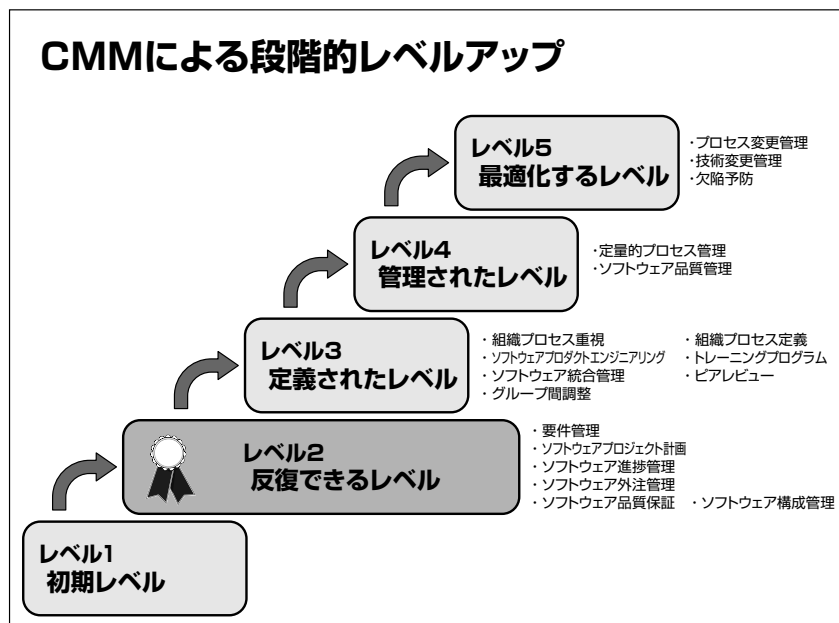 CMMによる段階的レベルアップ
レベル5
最適化するレベル
・プロセス変更管理
・技術変更管理
・欠陥予防
レベル4
管理されたレベル
・定量的プロセス管理
・ソフトウェア品質管理
レベル3
定義されたレベル
・組織プロセス重視 ・組織プロセス定義
・ソフトウェアプロダクトエンジニアリング ・トレーニングプログラム
・ソフトウェア統合管理 ・ピアレビュー
・グループ間調整
レベル2
反復できるレベル
・要件管理
・ソフトウェアプロジェクト計画
・ソフトウェア進捗管理
・ソフトウェア外注管理
・ソフトウェア品質保証 ・ソフトウェア構成管理
レベル1
初期レベル